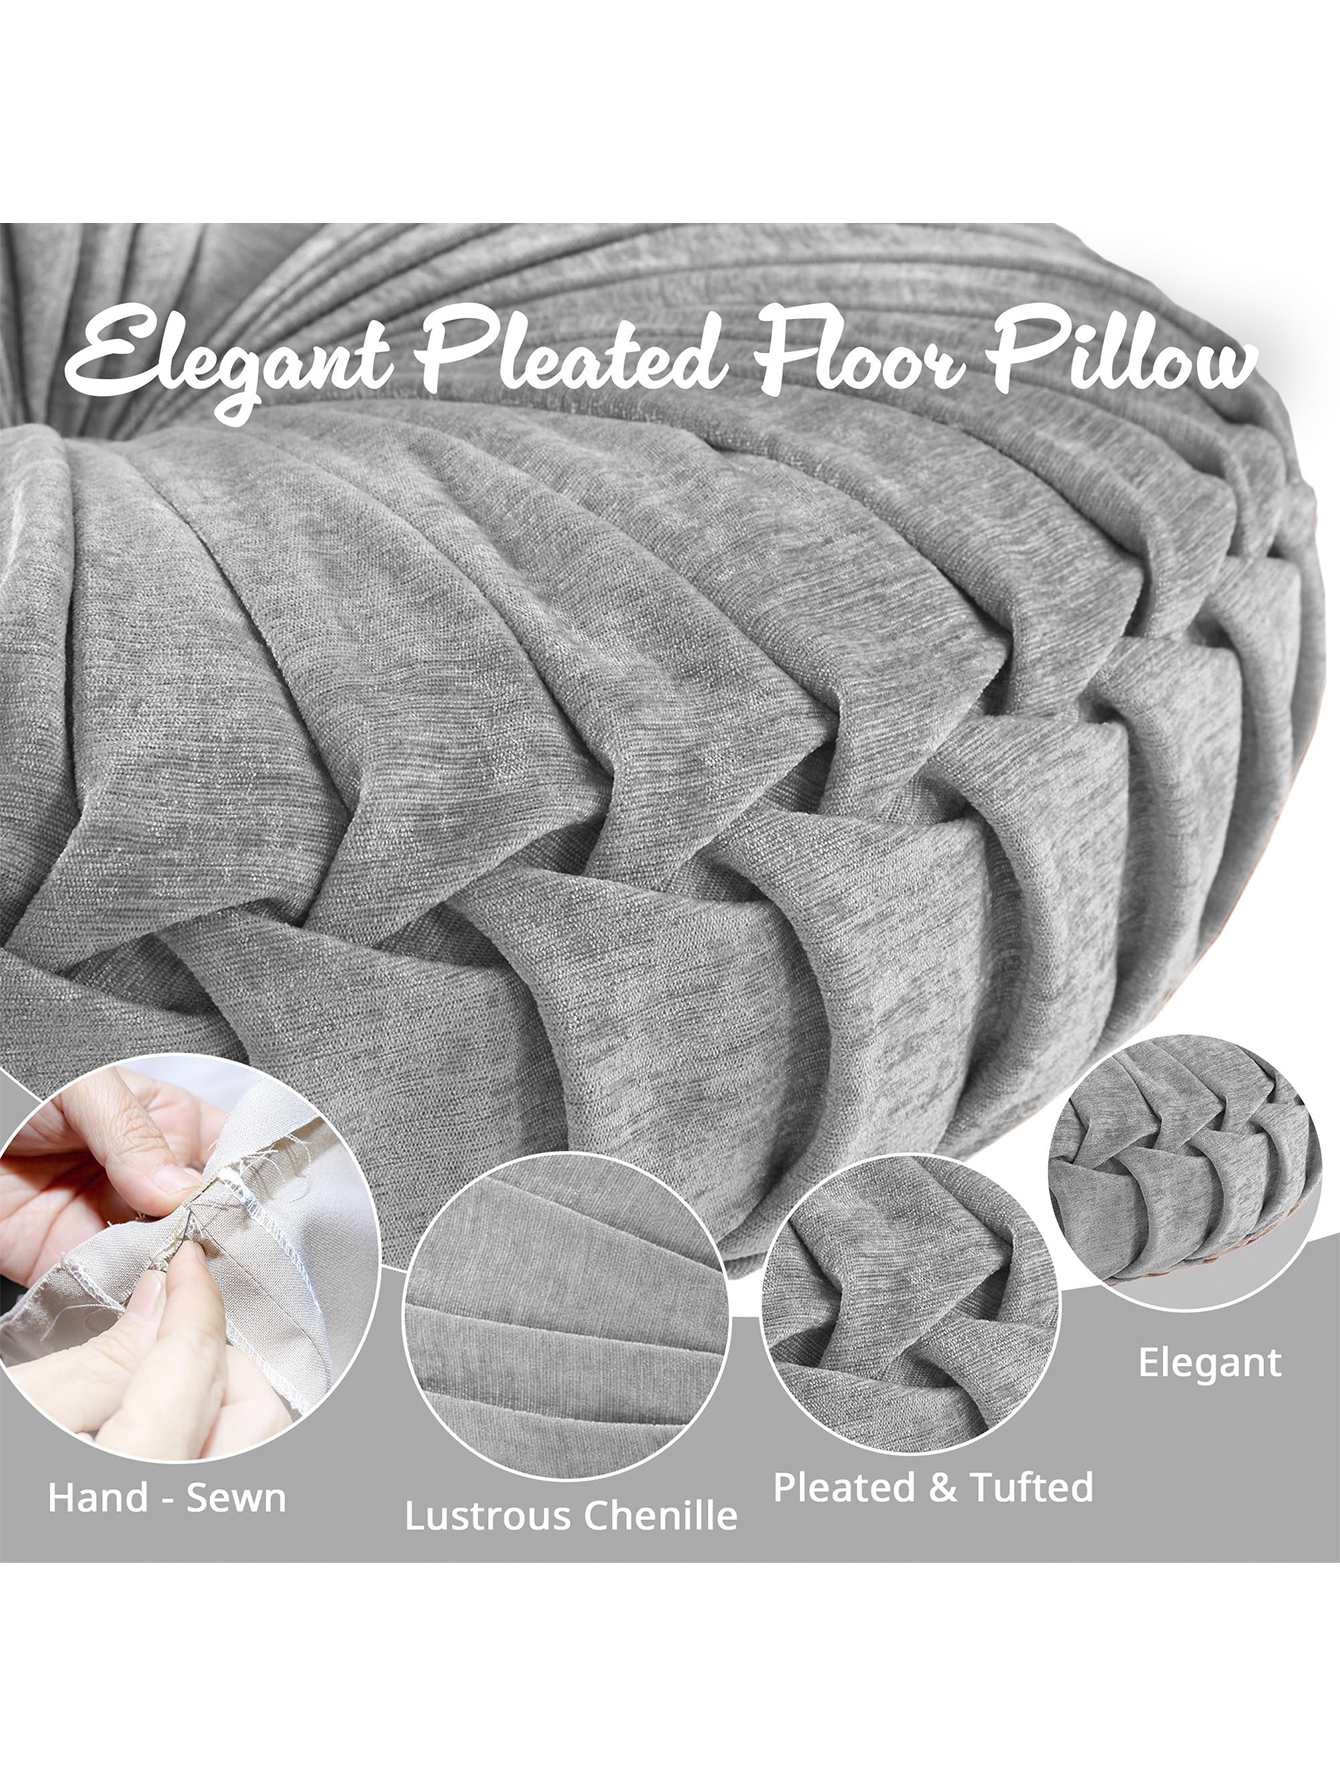 Elegant Pleated Floor Pillow
Hand - Sewn
Lustrous Chenille
Pleated & Tufted
Elegant